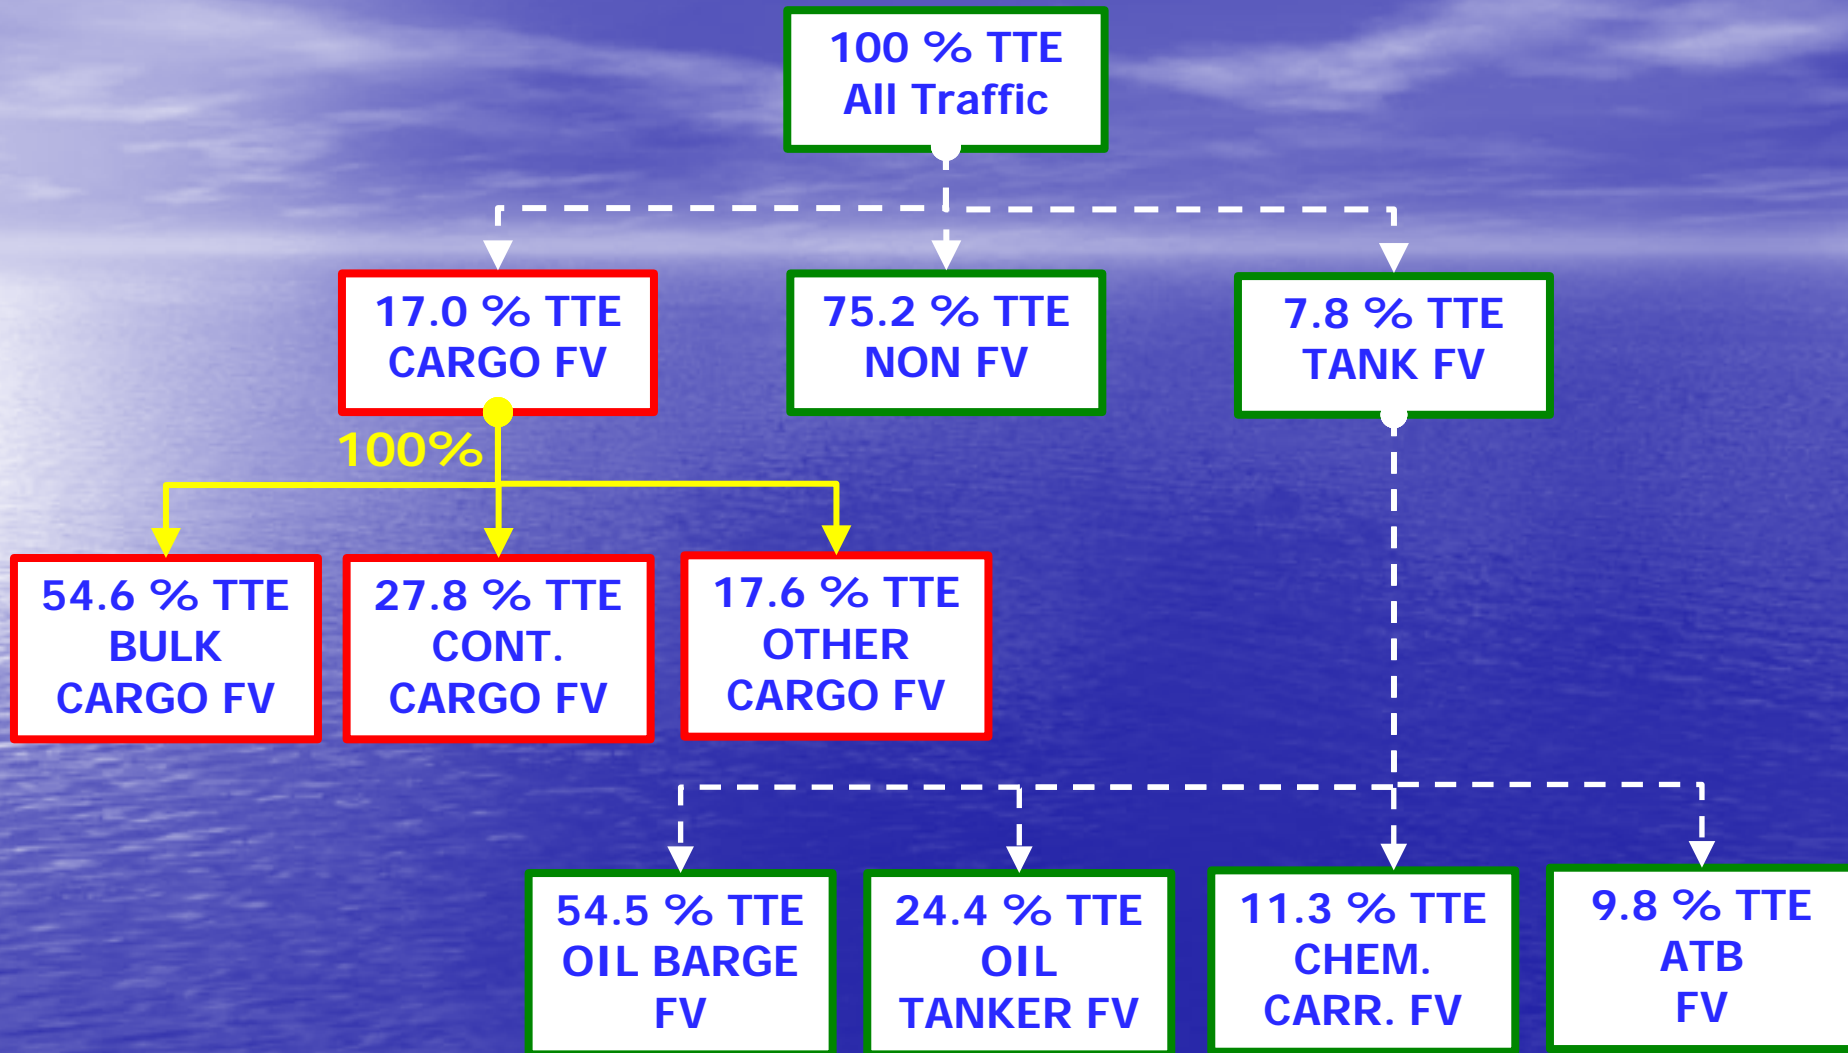 100 % TTE
All Traffic
17.0 % TTE
CARGO FV
75.2 % TTE
NON FV
7.8 % TTE
TANK FV
100%
54.6 % TTE
BULK
CARGO FV
27.8 % TTE
CONT.
CARGO FV
17.6 % TTE
OTHER
CARGO FV
54.5 % TTE
OIL BARGE
FV
24.4 % TTE
OIL
TANKER FV
11.3 % TTE
CHEM.
CARR. FV
9.8 % TTE
ATB
FV